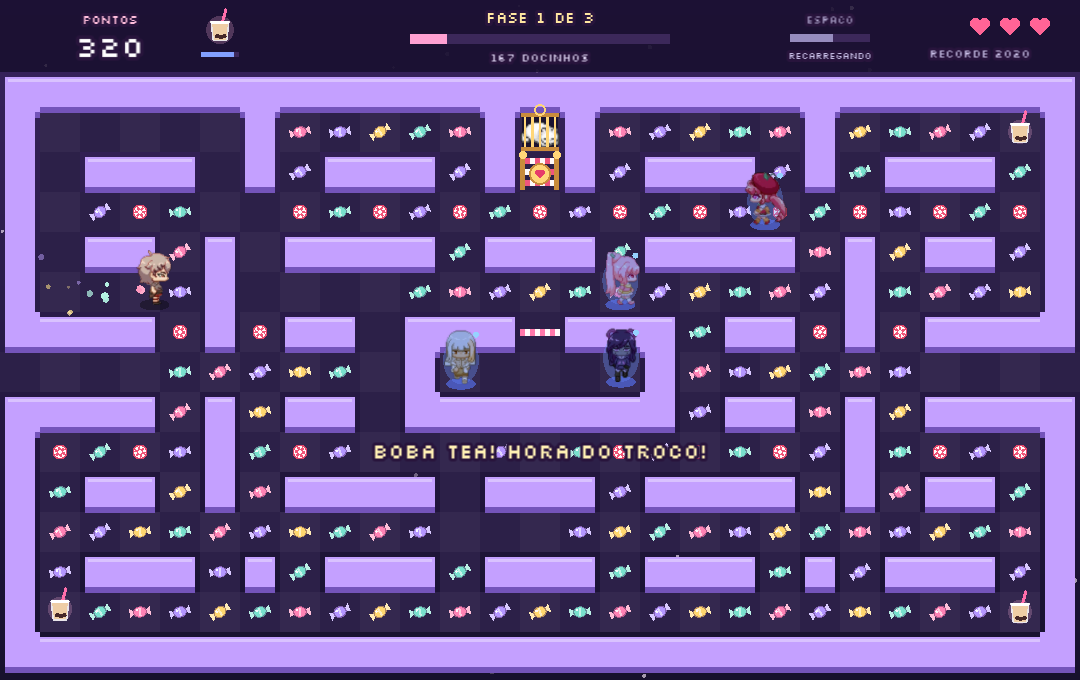 PONTOS
320
FASE 1 DE 3
167 DOCINHOS
ESPAÇO
RECARREGANDO
RECORDE 2020
BOBA TEA! HORA DO TROCO!